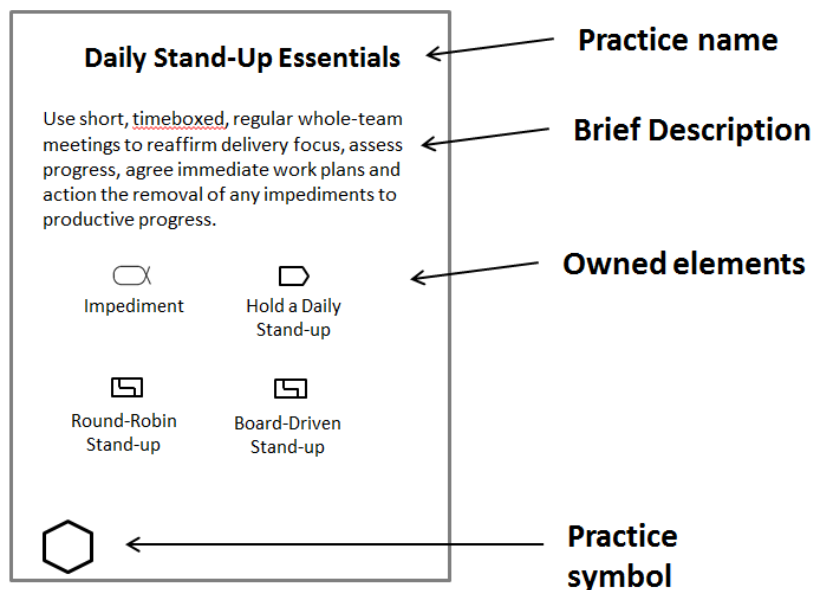 Daily Stand-Up Essentials
Practice name
Use short, timeboxed, regular whole-team
meetings to reaffirm delivery focus, assess
progress, agree immediate work plans and
action the removal of any impediments to
productive progress.
Brief Description
Owned elements
Impediment
Hold a Daily
Stand-up
Round-Robin
Stand-up
Board-Driven
Stand-up
Practice
symbol